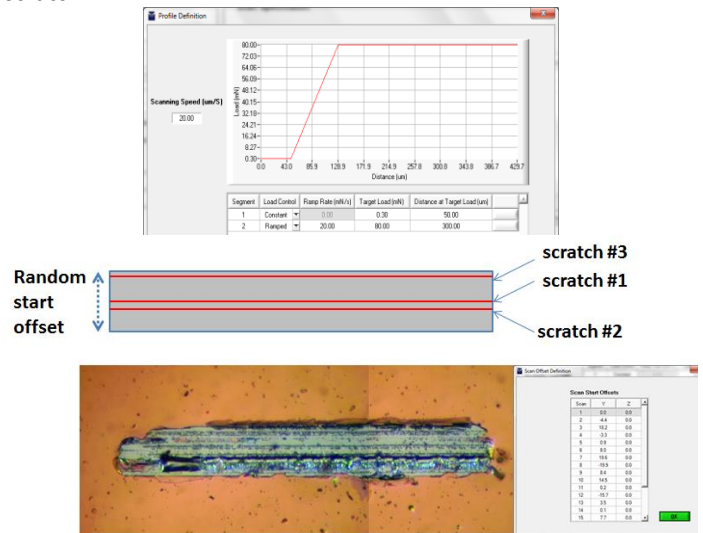 Profile Definition
80.00
72.03
64.06
56.09
48.12
40.15
32.18
24.21
16.24
8.27
0.30
Load (mN)
Scanning Speed (um/S)
20.00
0.0 43.0 85.9 128.9 171.9 214.9 257.8 300.8 343.8 386.7 429.7
Distance (um)
Segment Load Control Ramp Rate (mN/s) Target Load (mN) Distance at Target Load (um)
1 Constant 0.00 0.30 50.00
2 Ramped 20.00 80.00 300.00
Random
start
offset
scratch #3
scratch #1
scratch #2
Scan Offset Definition
Scan Start Offsets
Scan Y Z
1 0.0 0.0
2 -4.4 0.0
3 18.2 0.0
4 -3.3 0.0
5 0.9 0.0
6 8.0 0.0
7 19.6 0.0
8 -19.9 0.0
9 8.4 0.0
10 14.5 0.0
11 0.2 0.0
12 -15.7 0.0
13 3.5 0.0
14 0.1 0.0
15 7.7 0.0
OK